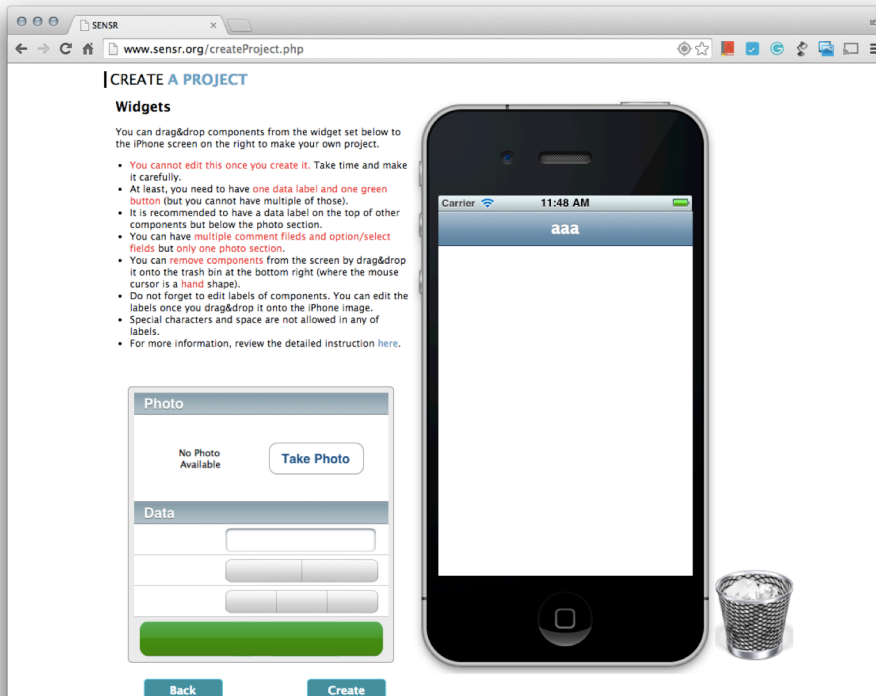 SENSR
www.sensr.org/createProject.php
CREATE A PROJECT
Widgets
You can drag&drop components from the widget set below to
the iPhone screen on the right to make your own project.
You cannot edit this once you create it. Take time and make
it carefully.
At least, you need to have one data label and one green
button (but you cannot have multiple of those).
It is recommended to have a data label on the top of other
components but below the photo section.
You can have multiple comment fileds and option/select
fields but only one photo section.
You can remove components from the screen by drag&drop
it onto the trash bin at the bottom right (where the mouse
cursor is a hand shape).
Do not forget to edit labels of components. You can edit the
labels once you drag&drop it onto the iPhone image.
Special characters and space are not allowed in any of
labels.
For more information, review the detailed instruction here.
Carrier 11:48 AM
aaa
Photo
No Photo
Available
Take Photo
Data
Back
Create